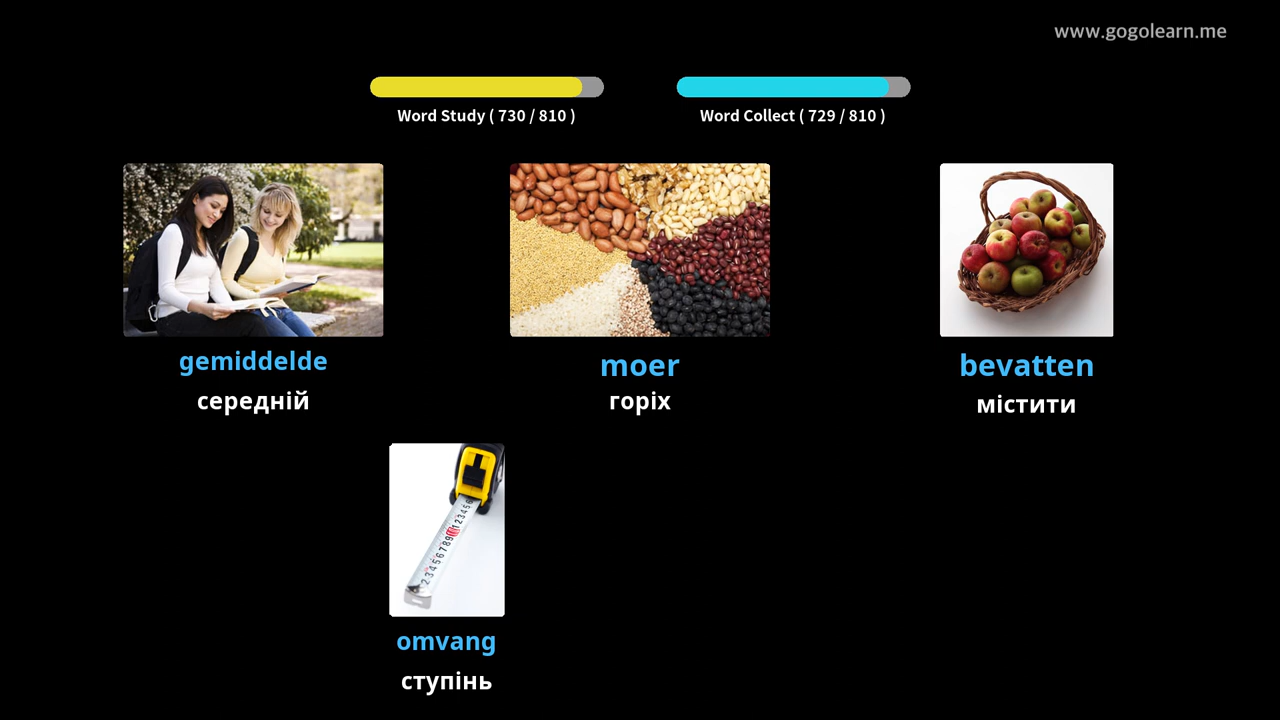 www.gogolearn.me
Word Study ( 730 / 810 )
Word Collect ( 729 / 810 )
gemiddelde
середній
moer
горіх
bevatten
містити
omvang
ступінь